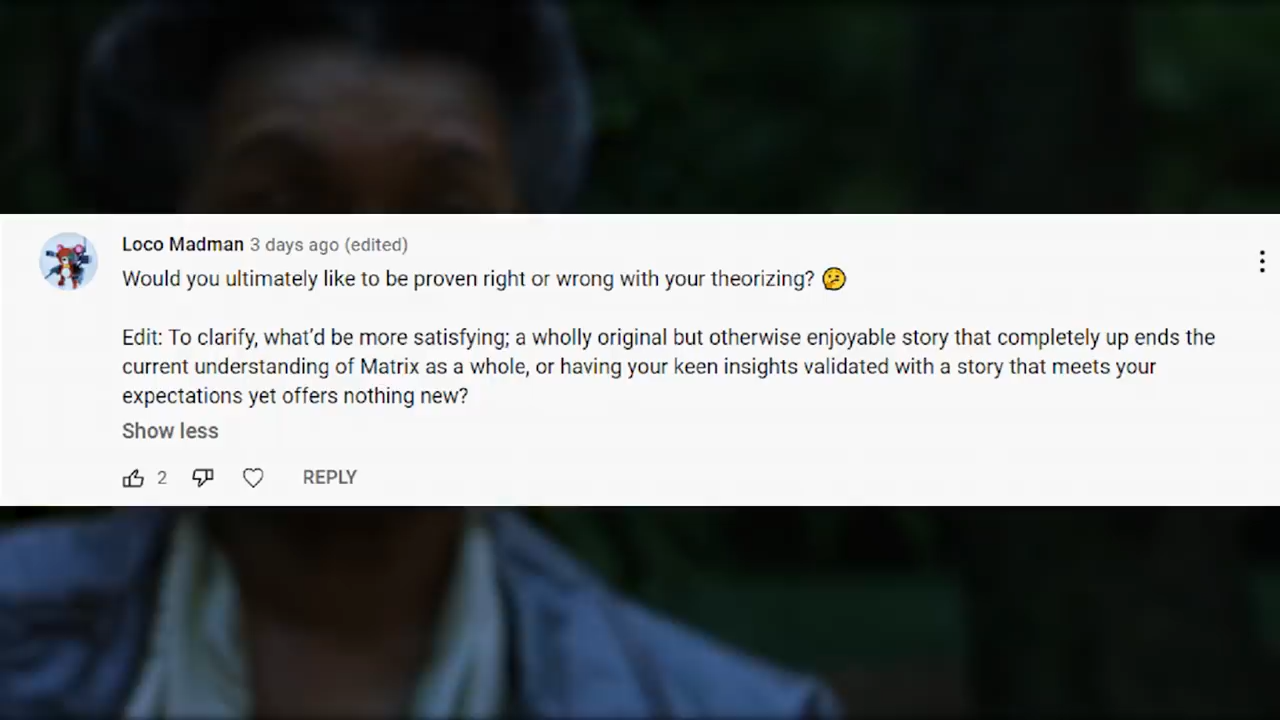 Loco Madman 3 days ago (edited)
Would you ultimately like to be proven right or wrong with your theorizing? 🤔
Edit: To clarify, what'd be more satisfying; a wholly original but otherwise enjoyable story that completely up ends the
current understanding of Matrix as a whole, or having your keen insights validated with a story that meets your
expectations yet offers nothing new?
Show less
2
REPLY